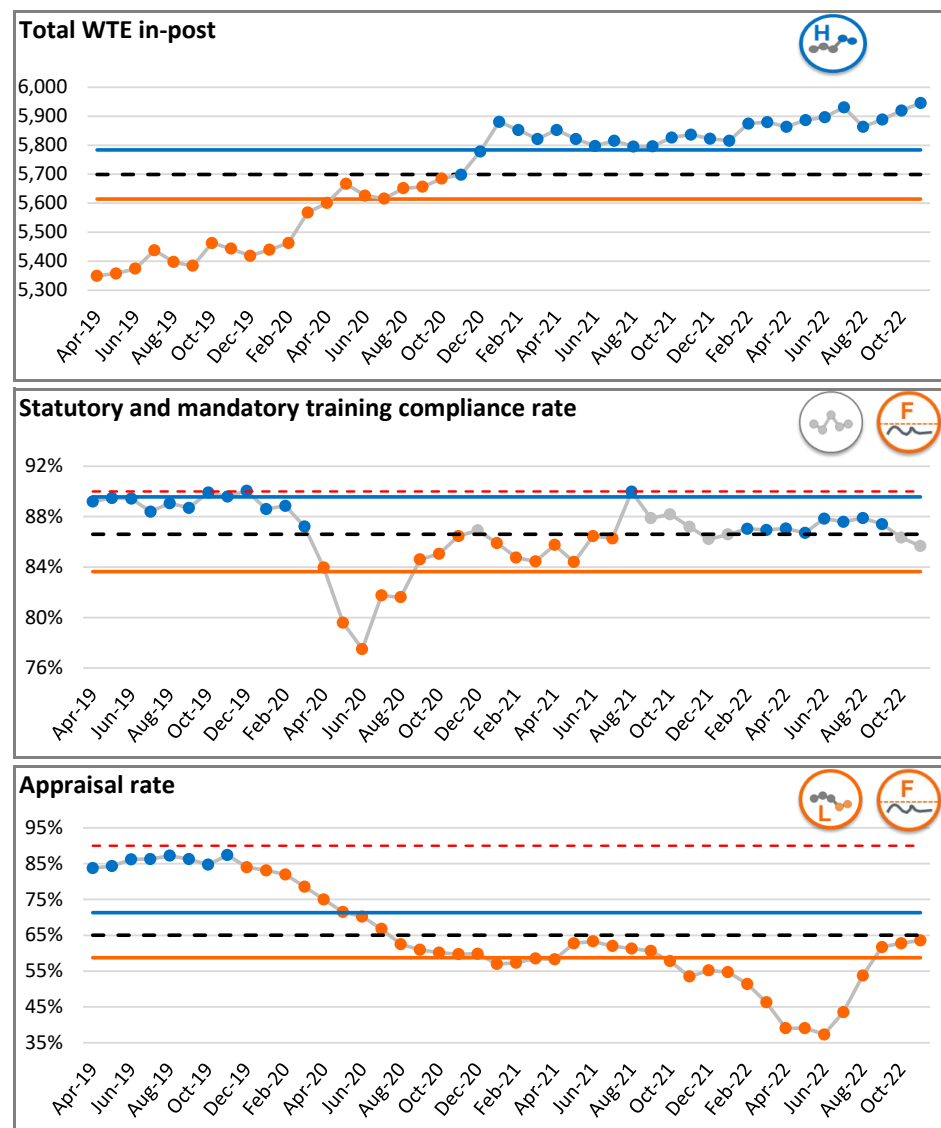 Total WTE in-post
H
6,000
5,900
5,800
5,700
5,600
5,500
5,400
5,300
Apr-19 Jun-19 Aug-19 Oct-19 Dec-19 Feb-20 Apr-20 Jun-20 Aug-20 Oct-20 Dec-20 Feb-21 Apr-21 Jun-21 Aug-21 Oct-21 Dec-21 Feb-22 Apr-22 Jun-22 Aug-22 Oct-22
Statutory and mandatory training compliance rate
F
92%
88%
84%
80%
76%
Apr-19 Jun-19 Aug-19 Oct-19 Dec-19 Feb-20 Apr-20 Jun-20 Aug-20 Oct-20 Dec-20 Feb-21 Apr-21 Jun-21 Aug-21 Oct-21 Dec-21 Feb-22 Apr-22 Jun-22 Aug-22 Oct-22
Appraisal rate
L F
95%
85%
75%
65%
55%
45%
35%
Apr-19 Jun-19 Aug-19 Oct-19 Dec-19 Feb-20 Apr-20 Jun-20 Aug-20 Oct-20 Dec-20 Feb-21 Apr-21 Jun-21 Aug-21 Oct-21 Dec-21 Feb-22 Apr-22 Jun-22 Aug-22 Oct-22